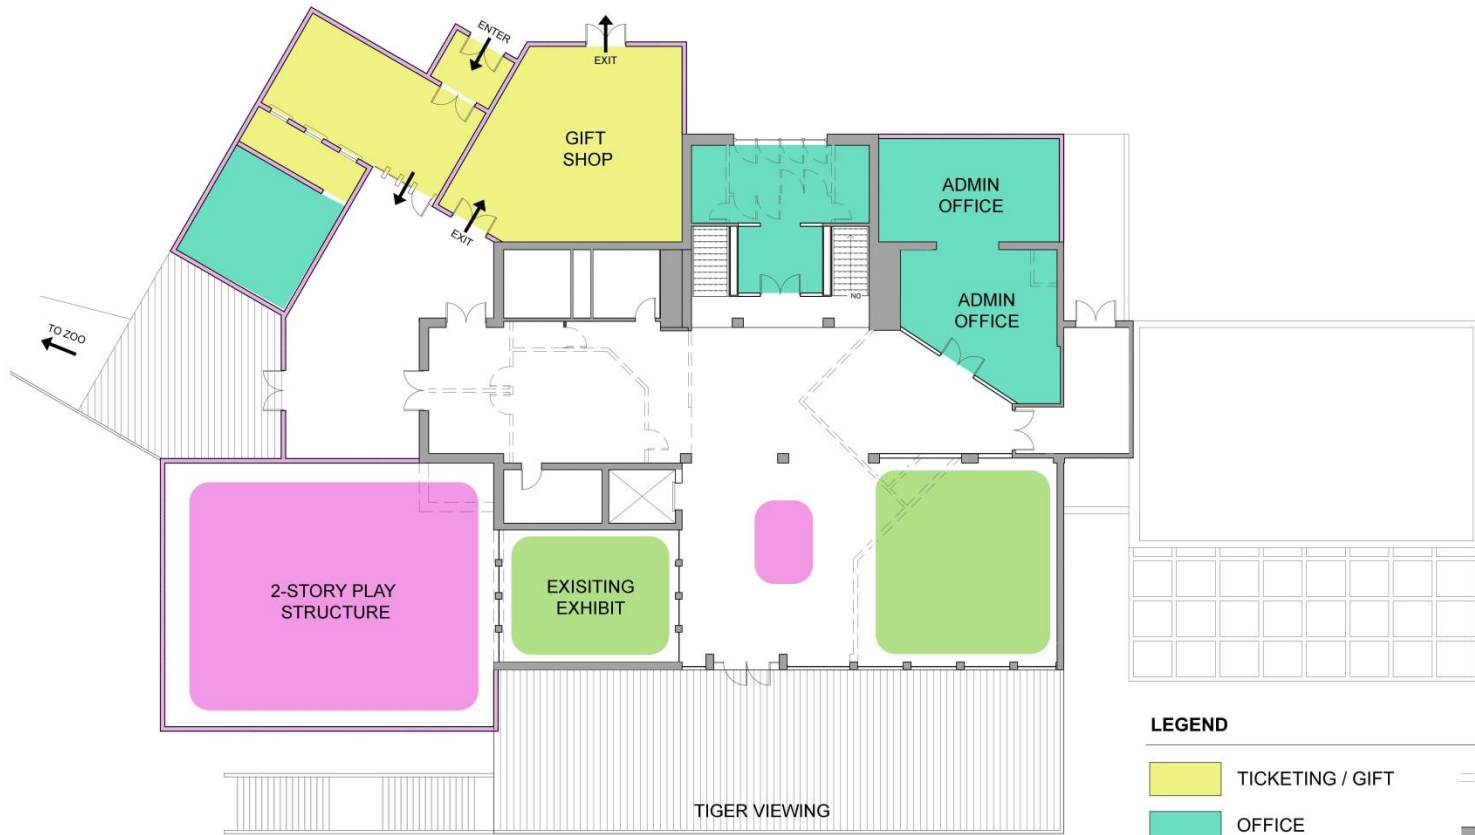 ENTER
EXIT
GIFT
SHOP
EXIT
ADMIN
OFFICE
ADMIN
OFFICE
DN
TO ZOO
2-STORY PLAY
STRUCTURE
EXISITING
EXHIBIT
TIGER VIEWING
LEGEND
TICKETING / GIFT
OFFICE